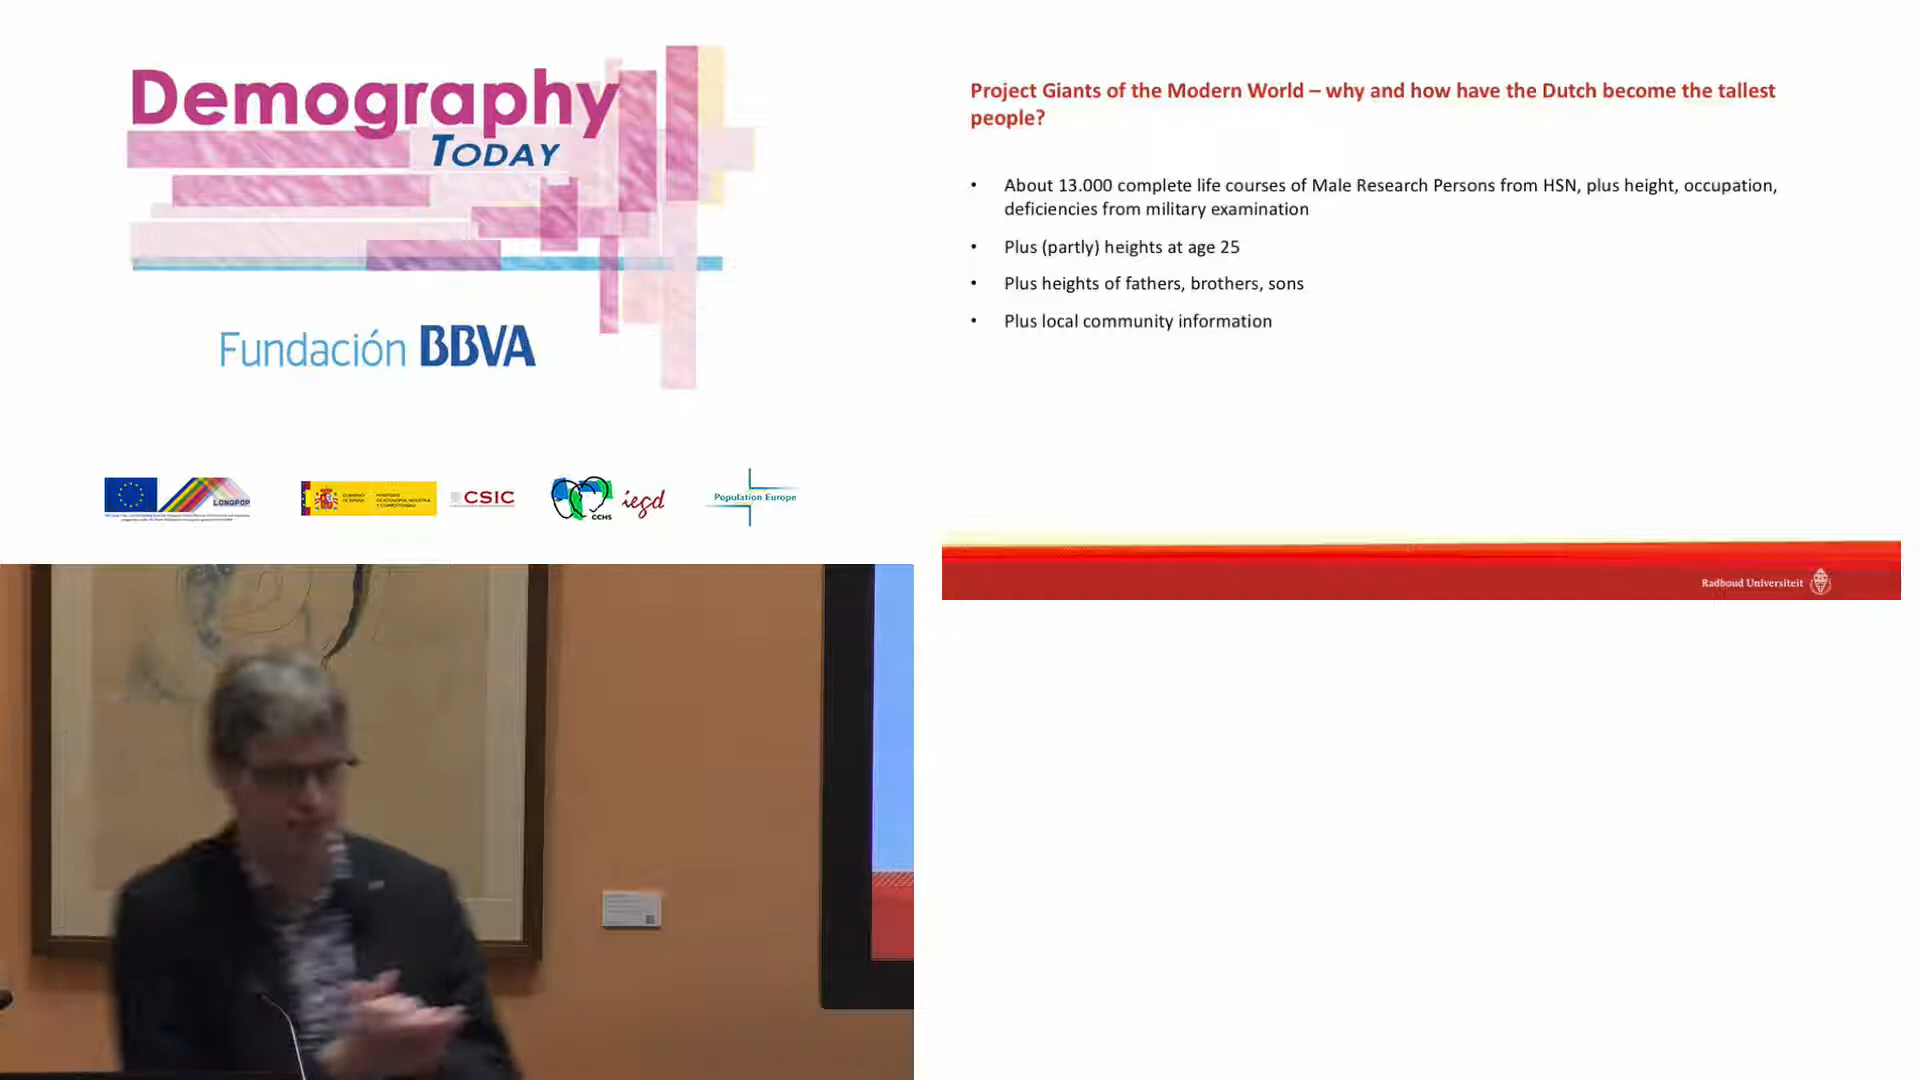 Demography
TODAY
Fundación BBVA
LONGPOP
CSIC
CCHS
iegd
Population Europe
Project Giants of the Modern World – why and how have the Dutch become the tallest
people?
• About 13.000 complete life courses of Male Research Persons from HSN, plus height, occupation,
deficiencies from military examination
• Plus (partly) heights at age 25
• Plus heights of fathers, brothers, sons
• Plus local community information
Radboud Universiteit